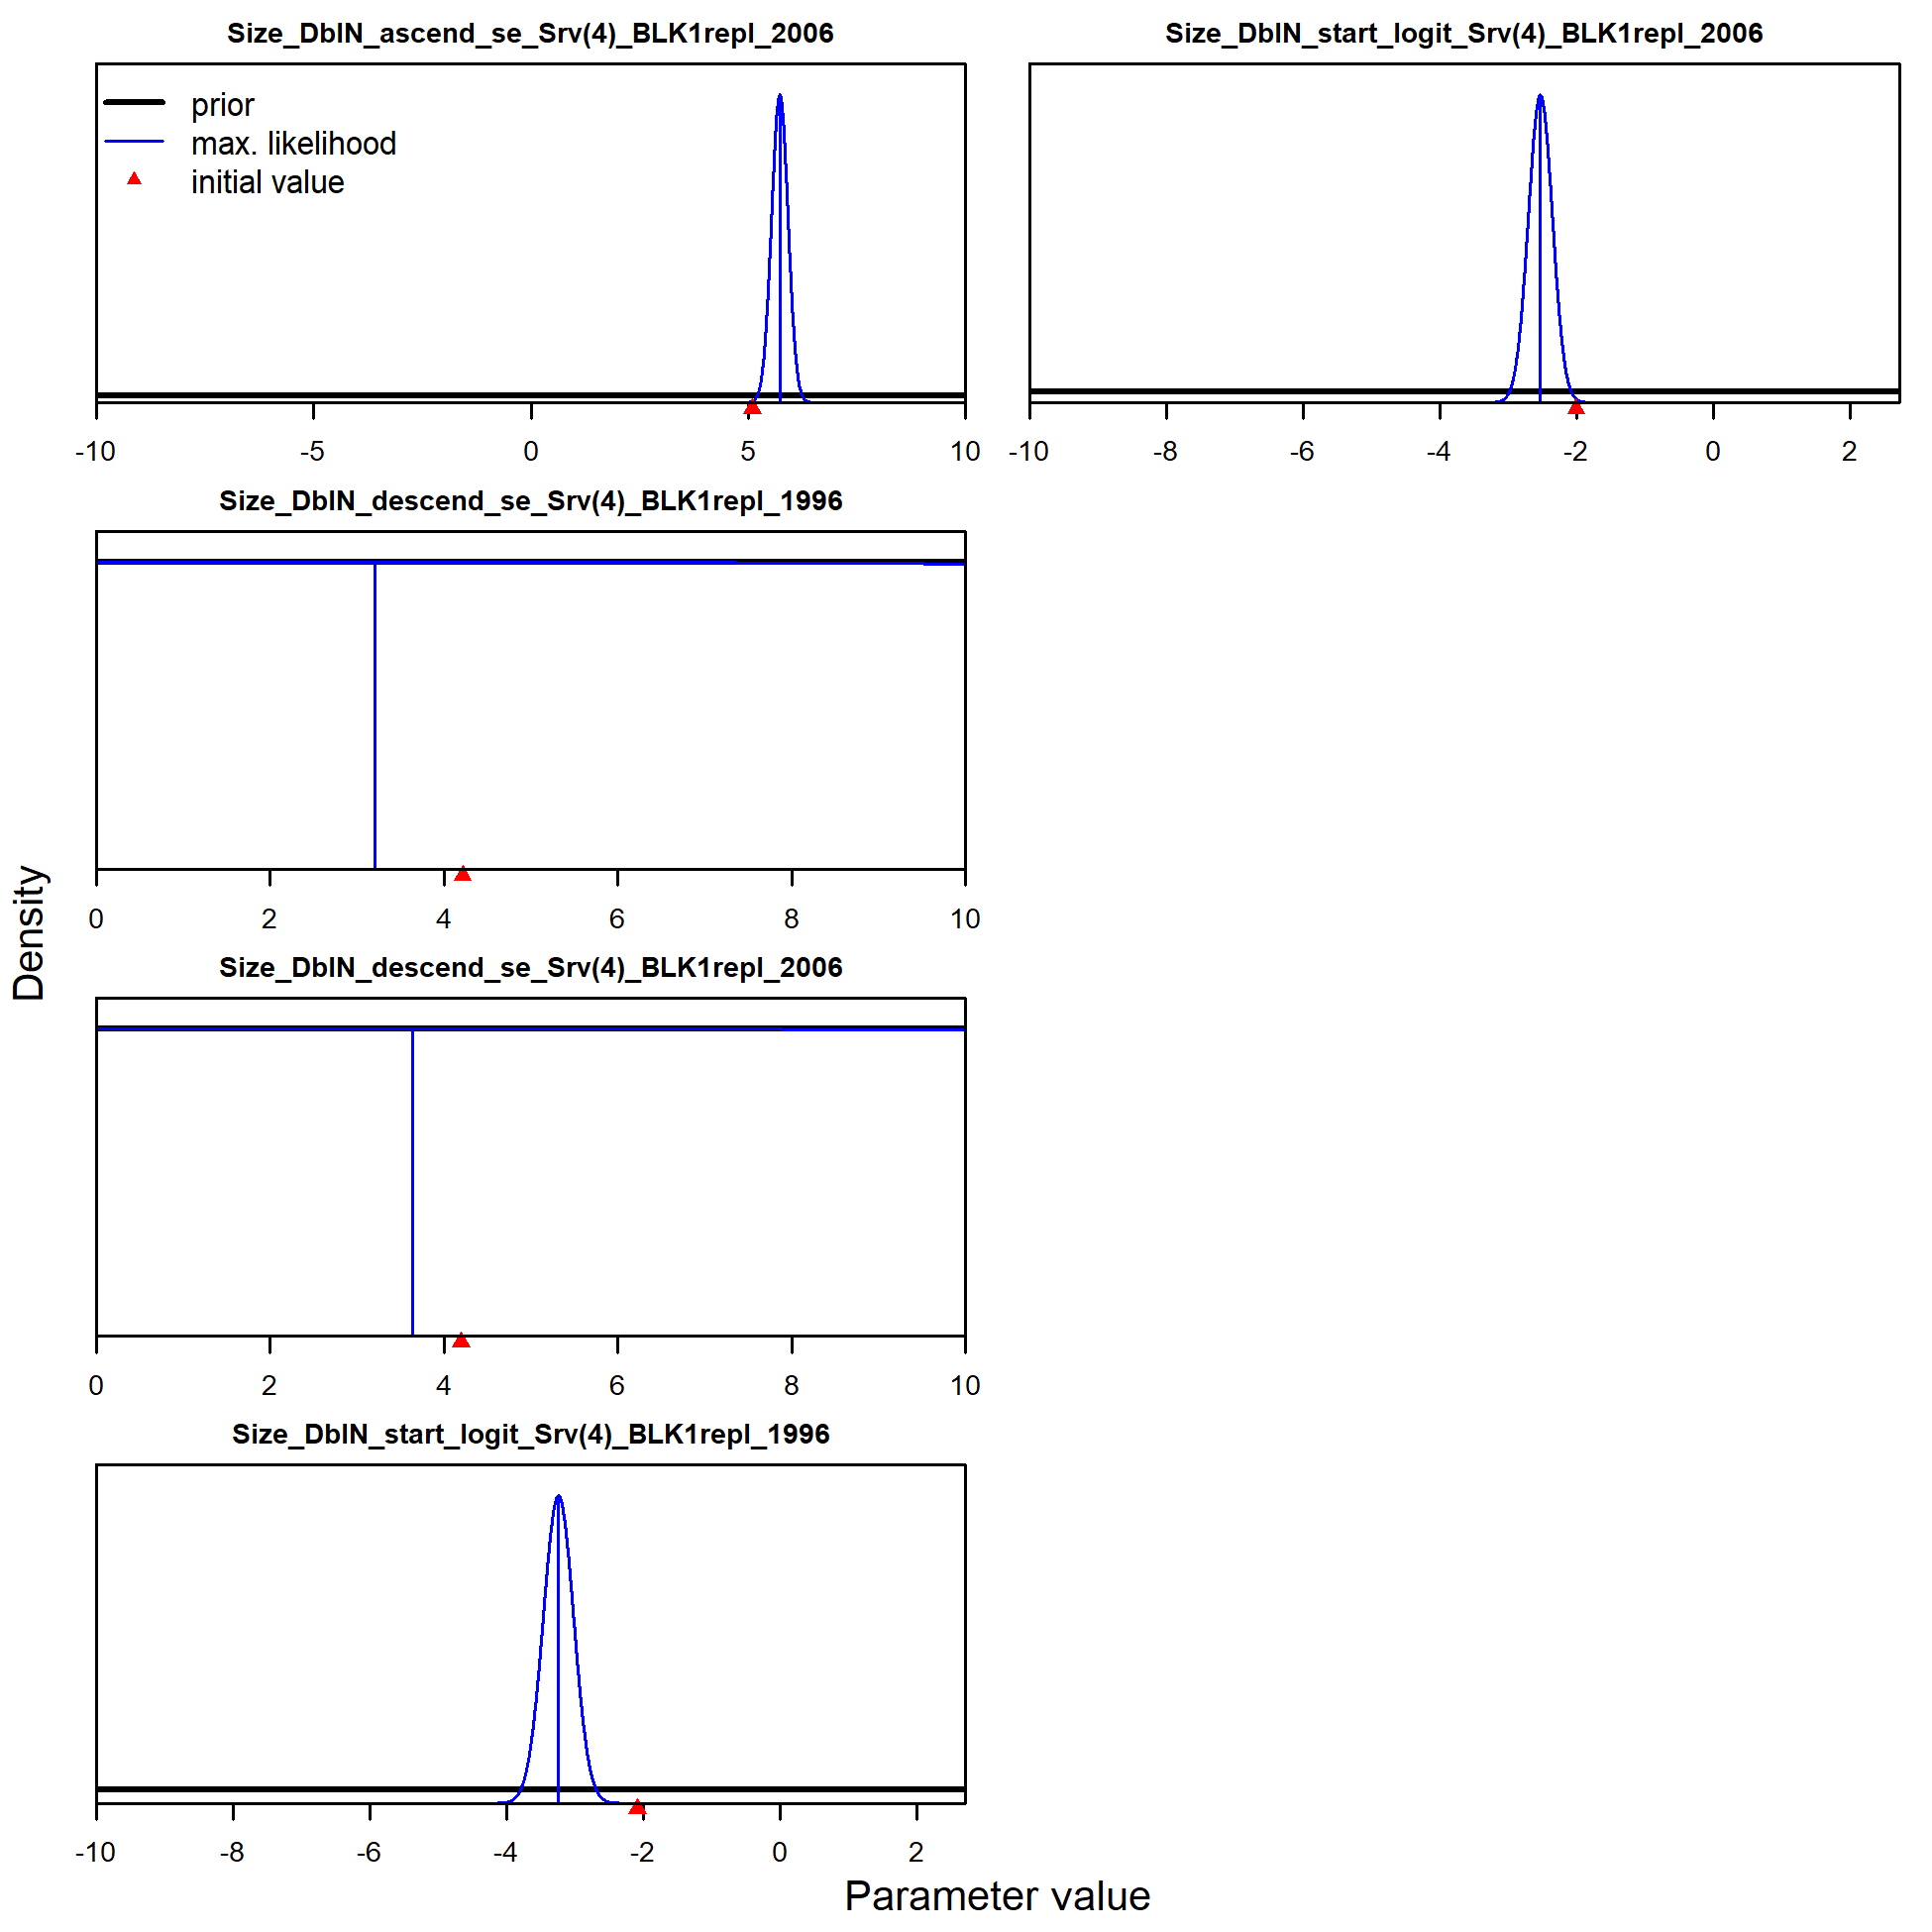 Size_DblN_ascend_se_Srv(4)_BLK1repl_2006
prior
max. likelihood
initial value
-10 -5 0 5 10
Size_DblN_start_logit_Srv(4)_BLK1repl_2006
-10 -8 -6 -4 -2 0 2
Size_DblN_descend_se_Srv(4)_BLK1repl_1996
0 2 4 6 8 10
Size_DblN_descend_se_Srv(4)_BLK1repl_2006
0 2 4 6 8 10
Size_DblN_start_logit_Srv(4)_BLK1repl_1996
-10 -8 -6 -4 -2 0 2
Density
Parameter value